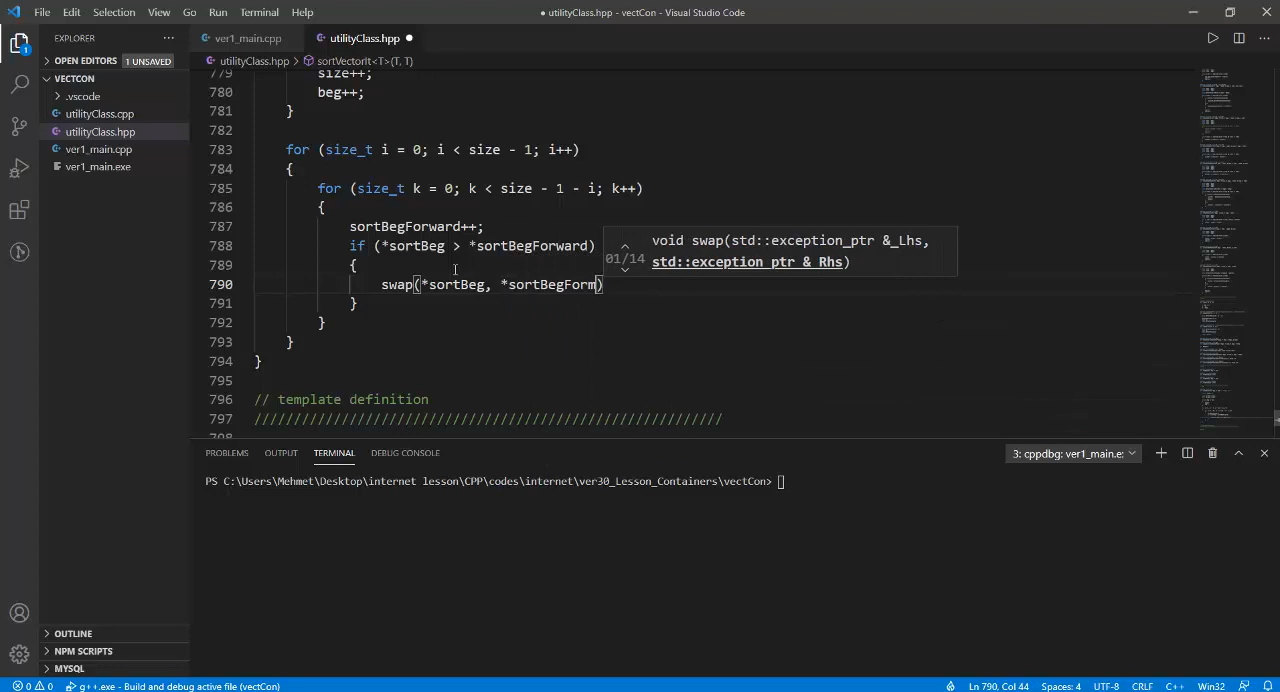 File Edit Selection View Go Run Terminal Help
● utilityClass.hpp - vectCon - Visual Studio Code
EXPLORER
ver1_main.cpp
utilityClass.hpp
OPEN EDITORS 1 UNSAVED
utilityClass.hpp > sortVectorIt<T>(T, T)
VECTCON
.vscode
utilityClass.cpp
utilityClass.hpp
ver1_main.cpp
ver1_main.exe
779 size++;
780 beg++;
781 }
782
783 for (size_t i = 0; i < size - 1; i++)
784 {
785 for (size_t k = 0; k < size - 1 - i; k++)
786 {
787 sortBegForward++;
788 if (*sortBeg > *sortBegForward)
789 {
790 swap(*sortBeg, *sortBegForm)
791 }
792 }
793 }
794 }
795
796 // template definition
797 ///////////////////////////////////////////////////////////
798
01/14
void swap(std::exception_ptr &_Lhs,
std::exception_ptr &_Rhs)
PROBLEMS OUTPUT TERMINAL DEBUG CONSOLE
3: cppdbg: ver1_main.e:
PS C:\Users\Mehmet\Desktop\internet lesson\CPP\codes\internet\ver30_Lesson_Containers\vectCon>
OUTLINE
NPM SCRIPTS
MYSQL
0 0 g++.exe - Build and debug active file (vectCon)
Ln 790, Col 44 Spaces: 4 UTF-8 CRLF C++ Win32